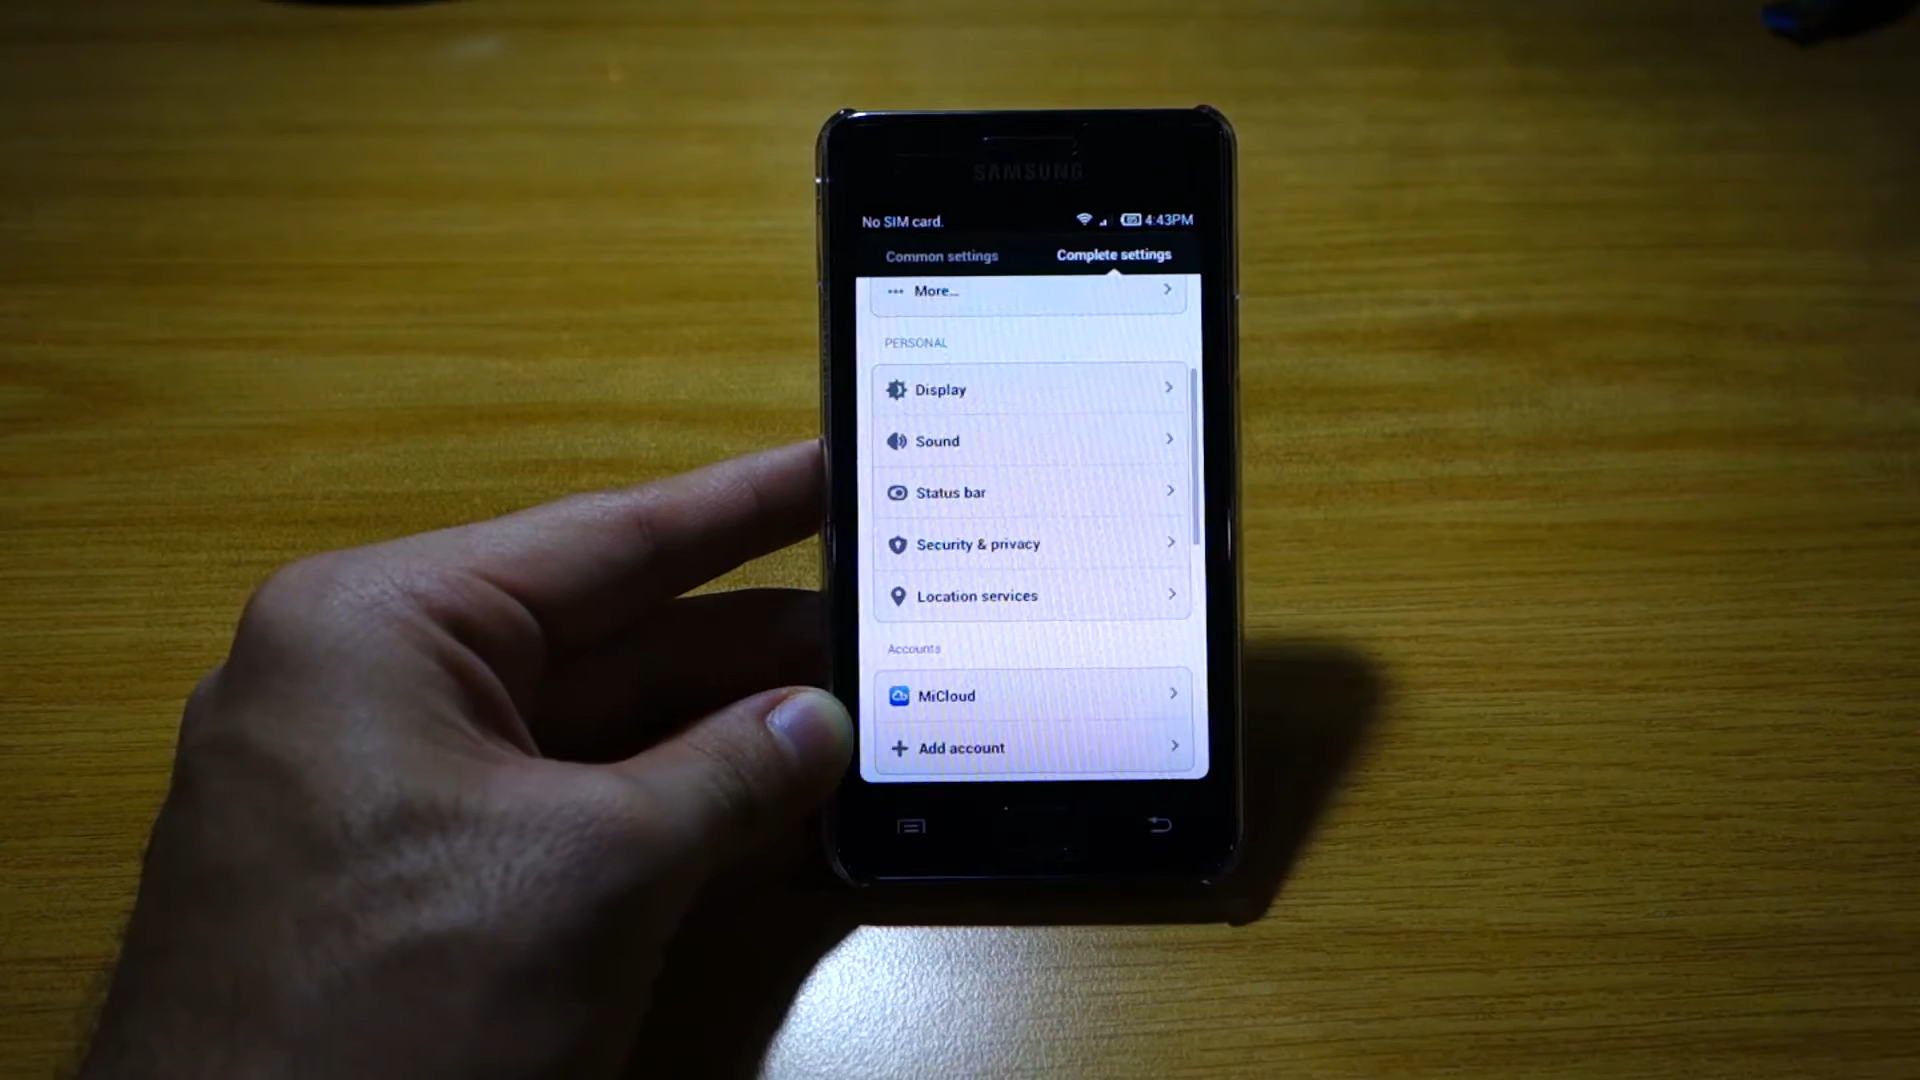 SAMSUNG
No SIM card.
4:43PM
Common settings
Complete settings
More...
PERSONAL
Display
Sound
Status bar
Security & privacy
Location services
Accounts
MiCloud
Add account